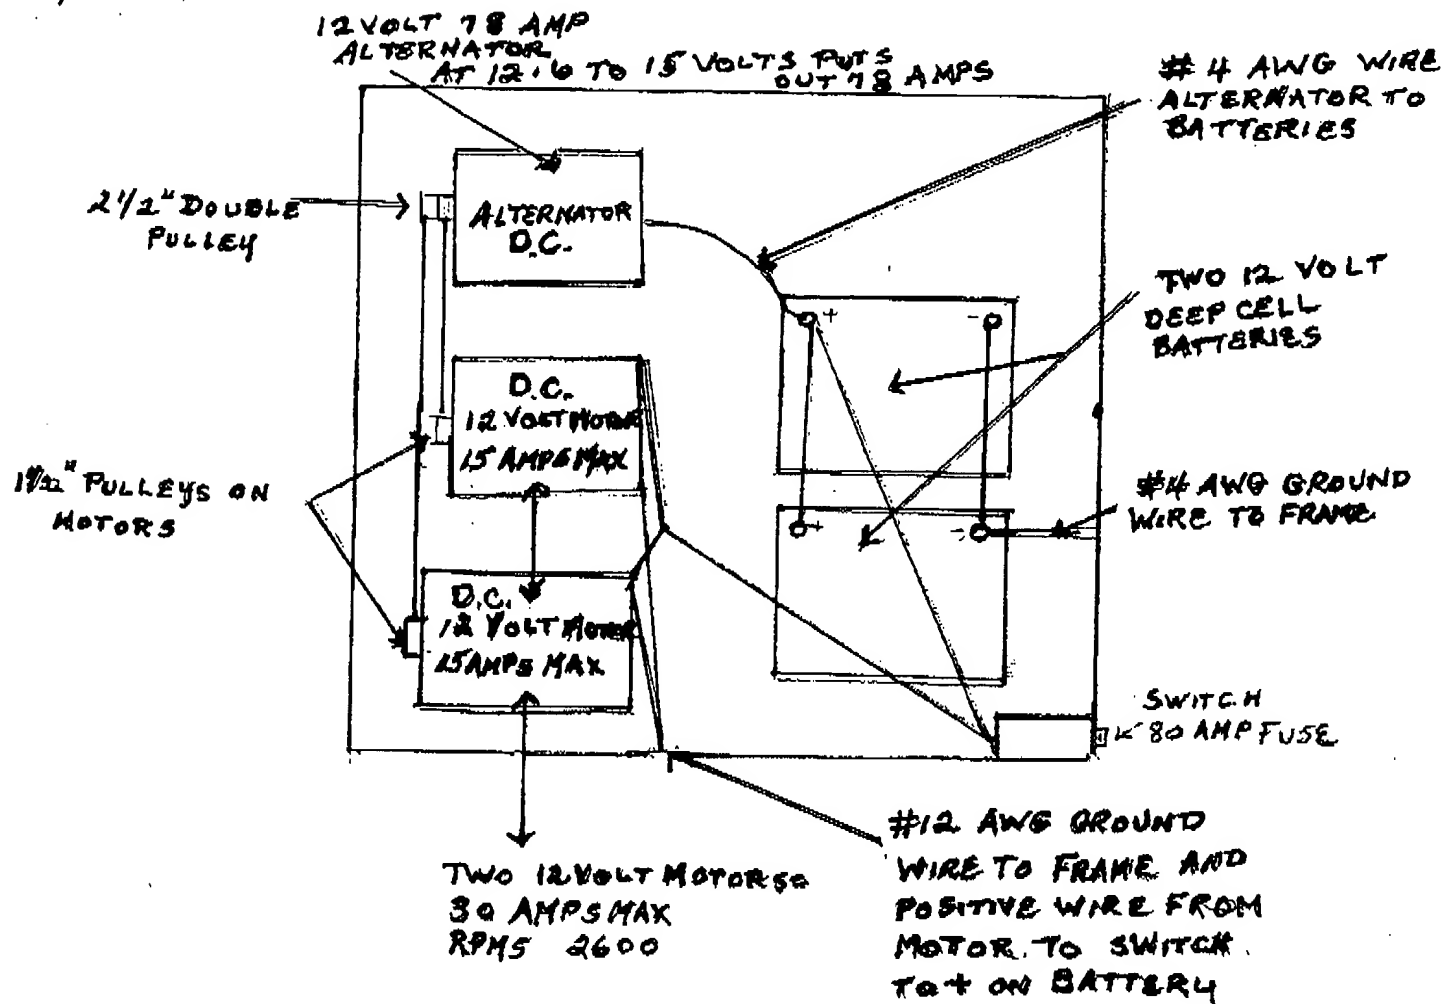 12 VOLT 78 AMP
ALTERNATOR
AT 12.6 TO 15 VOLTS PUTS
OUT 78 AMPS
# 4 AWG WIRE
ALTERNATOR TO
BATTERIES
2 1/2" DOUBLE
PULLEY
ALTERNATOR
D.C.
TWO 12 VOLT
DEEP CELL
BATTERIES
+ -
D.C.
12 VOLT MOTOR
15 AMPS MAX
PULLEYS ON
MOTORS
#4 AWG GROUND
WIRE TO FRAME
+ -
D.C.
12 VOLT MOTOR
15 AMPS MAX
SWITCH
80 AMP FUSE
TWO 12 VOLT MOTORS
30 AMPS MAX
RPMS 2600
#12 AWG GROUND
WIRE TO FRAME AND
POSITIVE WIRE FROM
MOTOR. TO SWITCH
TO + ON BATTERY